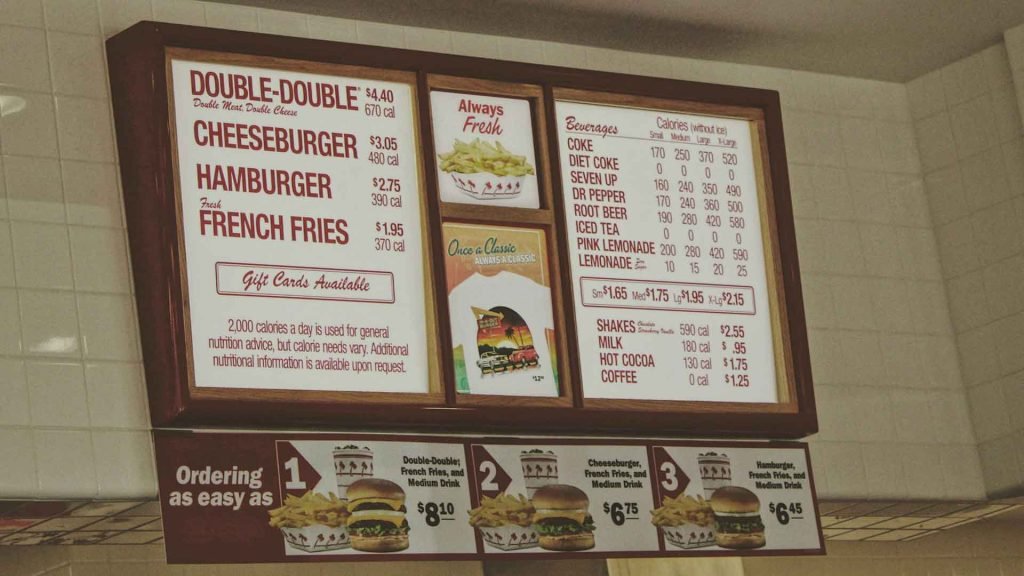 DOUBLE-DOUBLE® $4.40
Double Meat, Double Cheese 670 cal
CHEESEBURGER $3.05
480 cal
HAMBURGER $2.75
390 cal
Fresh
FRENCH FRIES $1.95
370 cal
Gift Cards Available
2,000 calories a day is used for general
nutrition advice, but calorie needs vary. Additional
nutritional information is available upon request.
Always
Fresh
Once a Classic
ALWAYS A CLASSIC
Beverages Calories (without ice)
Small Medium Large X-Large
COKE 170 250 370 520
DIET COKE 0 0 0 0
SEVEN UP 160 240 350 490
DR PEPPER 170 240 360 500
ROOT BEER 190 280 420 580
ICED TEA 0 0 0 0
PINK LEMONADE 200 280 420 590
LEMONADE 10 15 20 25
Sm $1.65 Med $1.75 Lg $1.95 X-Lg $2.15
SHAKES Chocolate Strawberry Vanilla 590 cal $2.55
MILK 180 cal $ .95
HOT COCOA 130 cal $1.75
COFFEE 0 cal $1.25
Ordering
as easy as
1
Double-Double,
French Fries, and
Medium Drink
$8.10
2
Cheeseburger,
French Fries, and
Medium Drink
$6.75
3
Hamburger,
French Fries, and
Medium Drink
$6.45